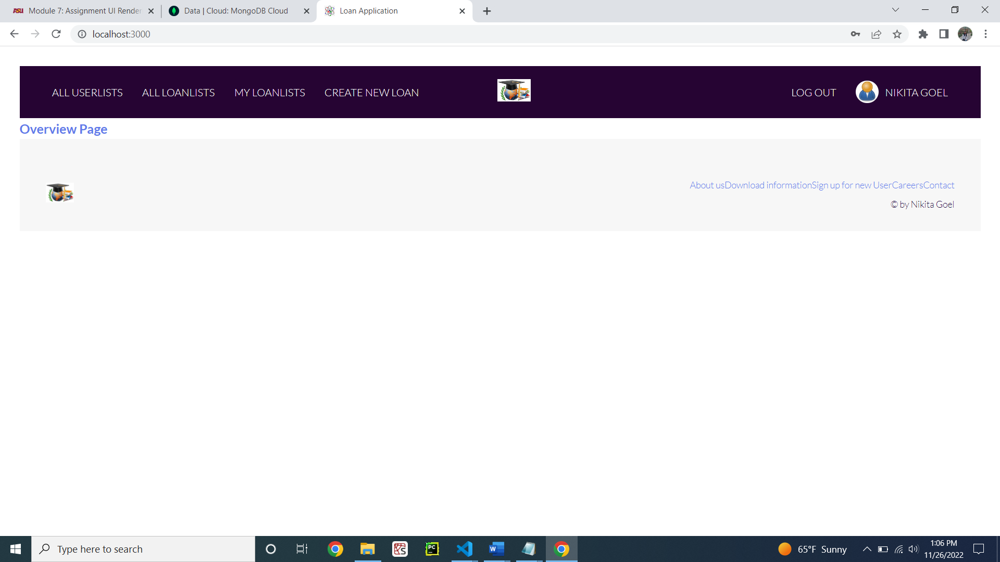 ASU Module 7: Assignment UI Render
Data | Cloud: MongoDB Cloud
Loan Application
localhost:3000
ALL USERLISTS
ALL LOANLISTS
MY LOANLISTS
CREATE NEW LOAN
LOG OUT
NIKITA GOEL
Overview Page
About usDownload informationSign up for new UserCareersContact
© by Nikita Goel
Type here to search
PC
W
65°F Sunny
1:06 PM
11/26/2022